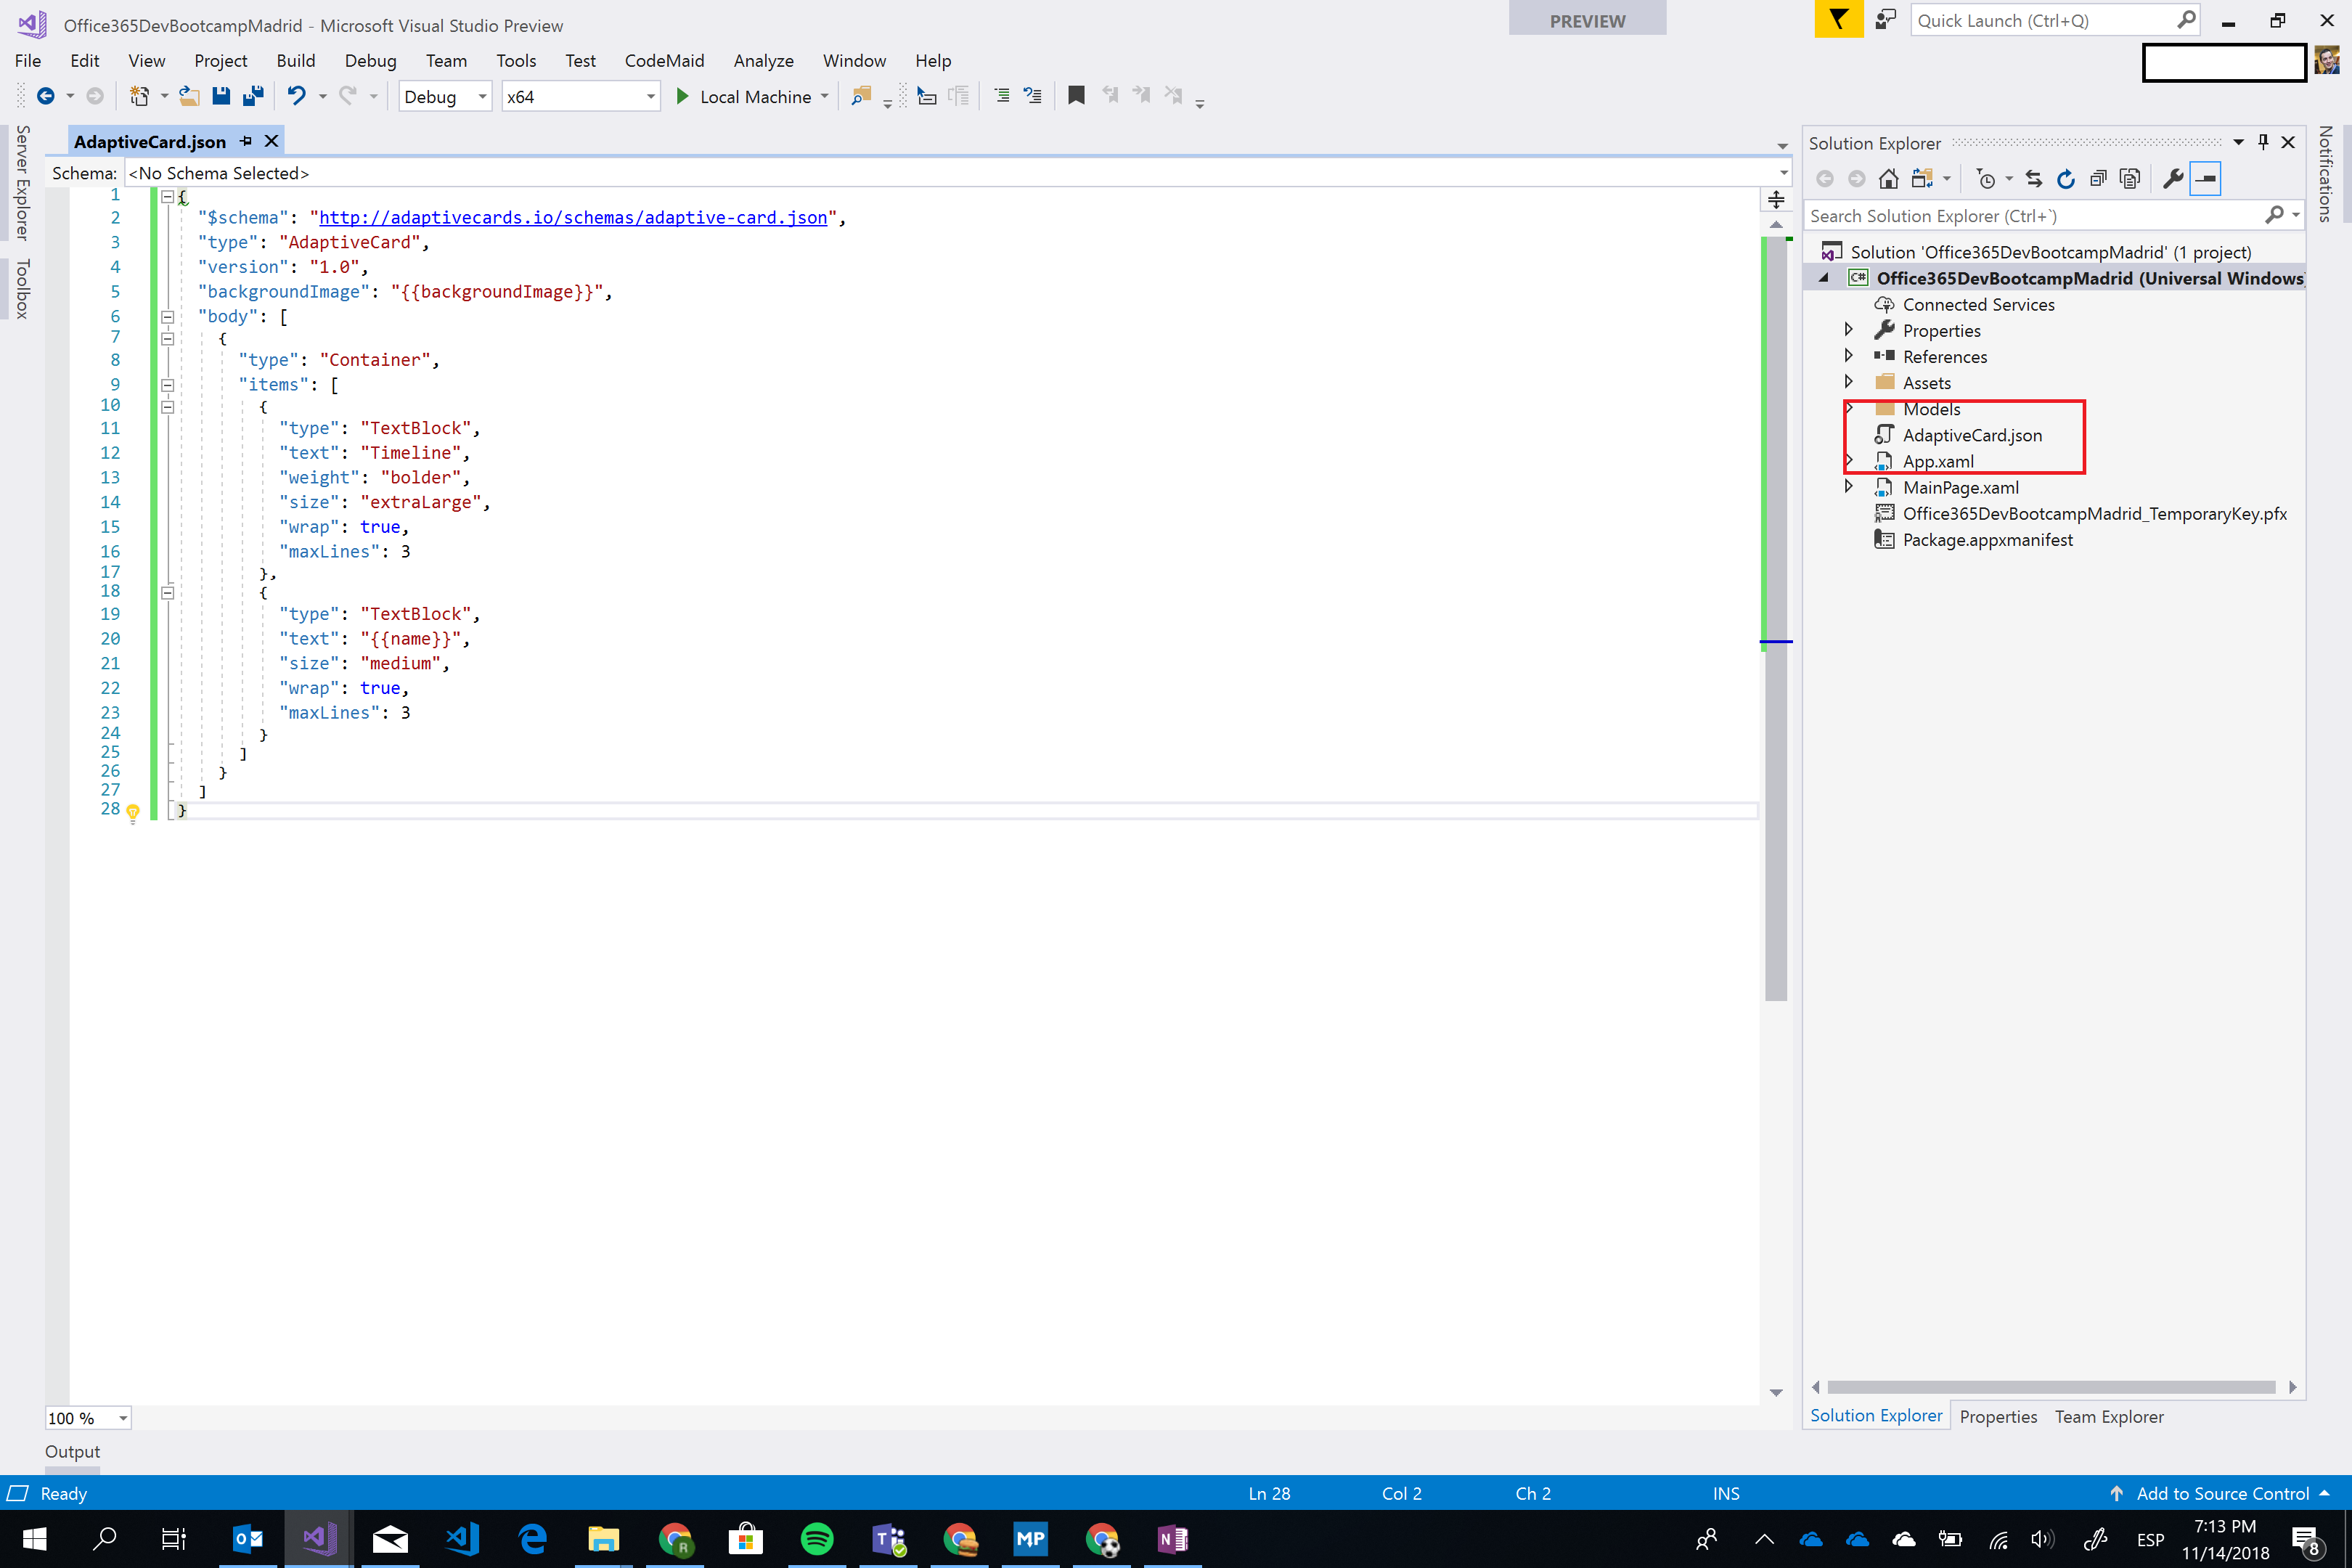 Office365DevBootcampMadrid - Microsoft Visual Studio Preview
PREVIEW
Quick Launch (Ctrl+Q)
File Edit View Project Build Debug Team Tools Test CodeMaid Analyze Window Help
Debug x64 Local Machine
Server Explorer
Toolbox
AdaptiveCard.json
Schema: <No Schema Selected>
1 {
2 "$schema": "http://adaptivecards.io/schemas/adaptive-card.json",
3 "type": "AdaptiveCard",
4 "version": "1.0",
5 "backgroundImage": "{{backgroundImage}}",
6 "body": [
7 {
8 "type": "Container",
9 "items": [
10 {
11 "type": "TextBlock",
12 "text": "Timeline",
13 "weight": "bolder",
14 "size": "extraLarge",
15 "wrap": true,
16 "maxLines": 3
17 },
18 {
19 "type": "TextBlock",
20 "text": "{{name}}",
21 "size": "medium",
22 "wrap": true,
23 "maxLines": 3
24 }
25 ]
26 }
27 ]
28 }
100 %
Output
Solution Explorer
Search Solution Explorer (Ctrl+`)
Solution 'Office365DevBootcampMadrid' (1 project)
C# Office365DevBootcampMadrid (Universal Windows)
Connected Services
Properties
References
Assets
Models
AdaptiveCard.json
App.xaml
MainPage.xaml
Office365DevBootcampMadrid_TemporaryKey.pfx
Package.appxmanifest
Solution Explorer Properties Team Explorer
Notifications
Ready Ln 28 Col 2 Ch 2 INS Add to Source Control
R MP N ESP
7:13 PM
11/14/2018
8